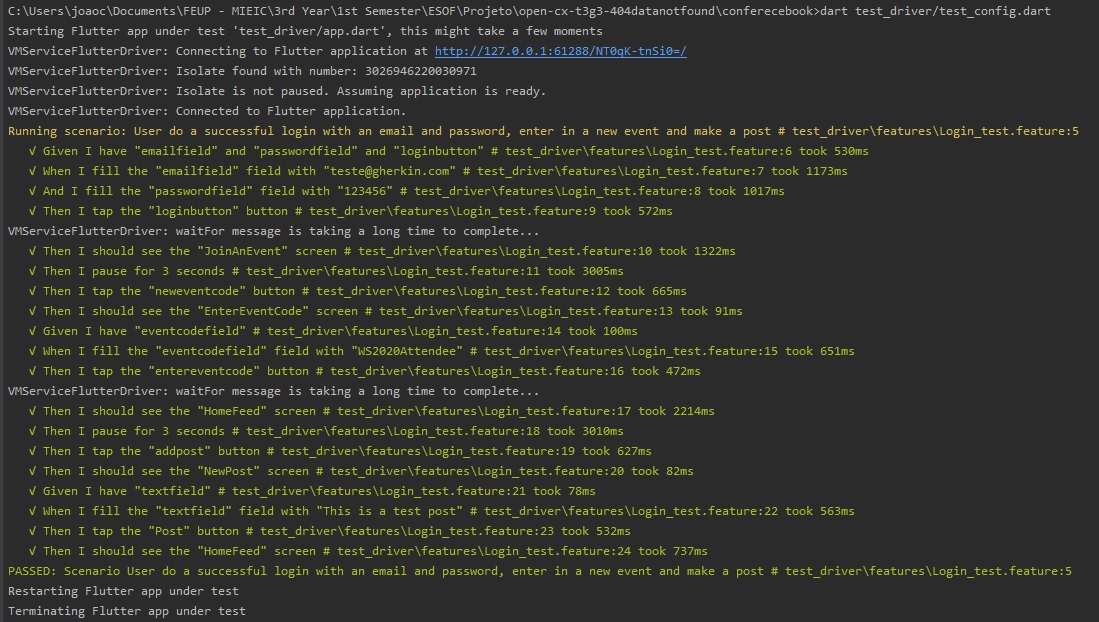 C:\Users\joaoc\Documents\FEUP - MIEIC\3rd Year\1st Semester\ESOF\Projeto\open-cx-t3g3-404datanotfound\conferecebook>dart test_driver/test_config.dart
Starting Flutter app under test 'test_driver/app.dart', this might take a few moments
VMServiceFlutterDriver: Connecting to Flutter application at http://127.0.0.1:61288/NT0qK-tnSi0=/
VMServiceFlutterDriver: Isolate found with number: 3026946220030971
VMServiceFlutterDriver: Isolate is not paused. Assuming application is ready.
VMServiceFlutterDriver: Connected to Flutter application.
Running scenario: User do a successful login with an email and password, enter in a new event and make a post # test_driver\features\Login_test.feature:5
√ Given I have "emailfield" and "passwordfield" and "loginbutton" # test_driver\features\Login_test.feature:6 took 530ms
√ When I fill the "emailfield" field with "teste@gherkin.com" # test_driver\features\Login_test.feature:7 took 1173ms
√ And I fill the "passwordfield" field with "123456" # test_driver\features\Login_test.feature:8 took 1017ms
√ Then I tap the "loginbutton" button # test_driver\features\Login_test.feature:9 took 572ms
VMServiceFlutterDriver: waitFor message is taking a long time to complete...
√ Then I should see the "JoinAnEvent" screen # test_driver\features\Login_test.feature:10 took 1322ms
√ Then I pause for 3 seconds # test_driver\features\Login_test.feature:11 took 3005ms
√ Then I tap the "neweventcode" button # test_driver\features\Login_test.feature:12 took 665ms
√ Then I should see the "EnterEventCode" screen # test_driver\features\Login_test.feature:13 took 91ms
√ Given I have "eventcodefield" # test_driver\features\Login_test.feature:14 took 100ms
√ When I fill the "eventcodefield" field with "WS2020Attendee" # test_driver\features\Login_test.feature:15 took 651ms
√ Then I tap the "entereventcode" button # test_driver\features\Login_test.feature:16 took 472ms
VMServiceFlutterDriver: waitFor message is taking a long time to complete...
√ Then I should see the "HomeFeed" screen # test_driver\features\Login_test.feature:17 took 2214ms
√ Then I pause for 3 seconds # test_driver\features\Login_test.feature:18 took 3010ms
√ Then I tap the "addpost" button # test_driver\features\Login_test.feature:19 took 627ms
√ Then I should see the "NewPost" screen # test_driver\features\Login_test.feature:20 took 82ms
√ Given I have "textfield" # test_driver\features\Login_test.feature:21 took 78ms
√ When I fill the "textfield" field with "This is a test post" # test_driver\features\Login_test.feature:22 took 563ms
√ Then I tap the "Post" button # test_driver\features\Login_test.feature:23 took 532ms
√ Then I should see the "HomeFeed" screen # test_driver\features\Login_test.feature:24 took 737ms
PASSED: Scenario User do a successful login with an email and password, enter in a new event and make a post # test_driver\features\Login_test.feature:5
Restarting Flutter app under test
Terminating Flutter app under test